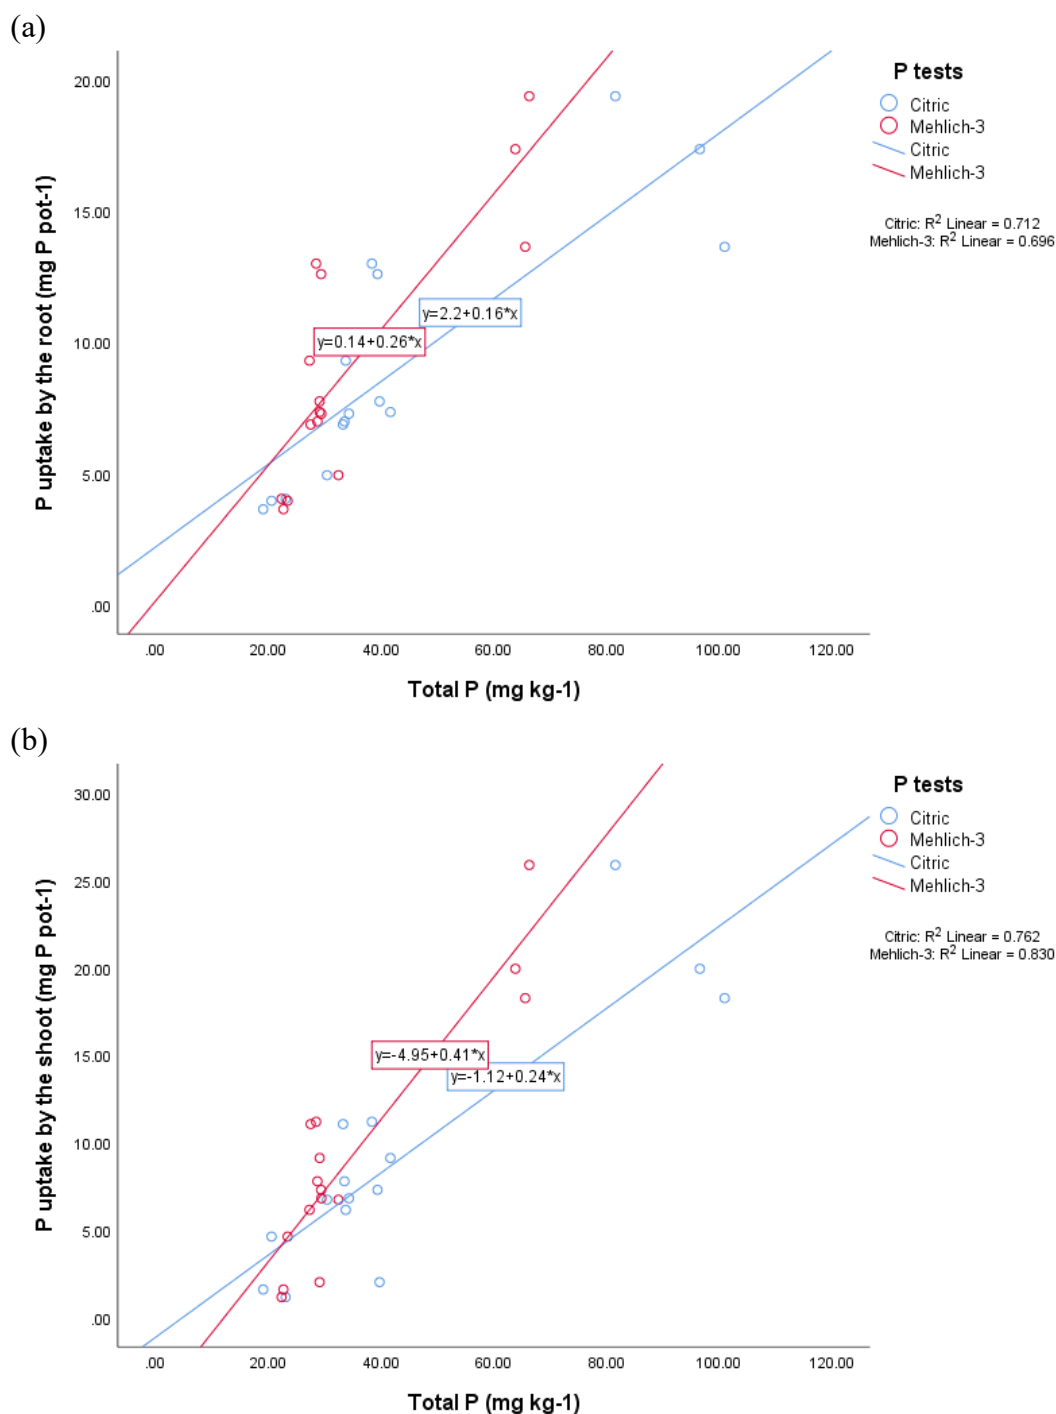 (a)
20.00
15.00
10.00
5.00
.00
P uptake by the root (mg P pot-1)
y=2.2+0.16*x
y=0.14+0.26*x
.00 20.00 40.00 60.00 80.00 100.00 120.00
Total P (mg kg-1)
P tests
Citric
Mehlich-3
Citric
Mehlich-3
Citric: R2 Linear = 0.712
Mehlich-3: R2 Linear = 0.696
(b)
30.00
25.00
20.00
15.00
10.00
5.00
.00
P uptake by the shoot (mg P pot-1)
y=-4.95+0.41*x
y=-1.12+0.24*x
.00 20.00 40.00 60.00 80.00 100.00 120.00
Total P (mg kg-1)
P tests
Citric
Mehlich-3
Citric
Mehlich-3
Citric: R2 Linear = 0.762
Mehlich-3: R2 Linear = 0.830